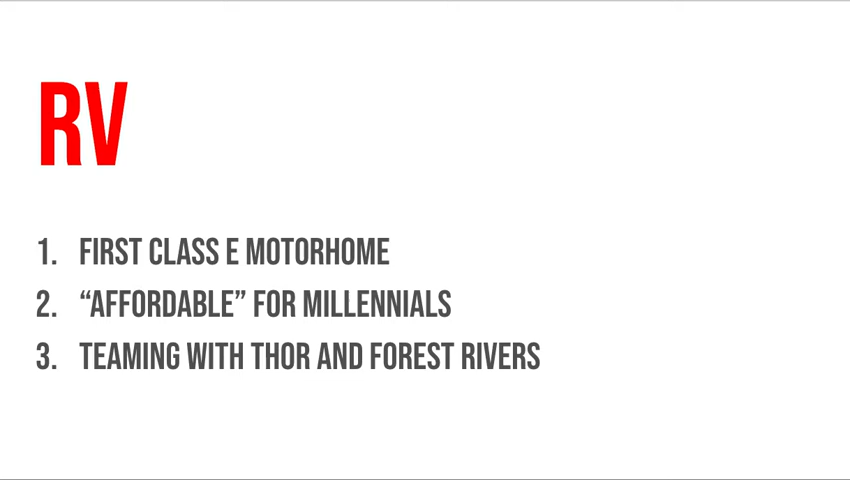 RV
1. FIRST CLASS E MOTORHOME
2. “AFFORDABLE” FOR MILLENNIALS
3. TEAMING WITH THOR AND FOREST RIVERS